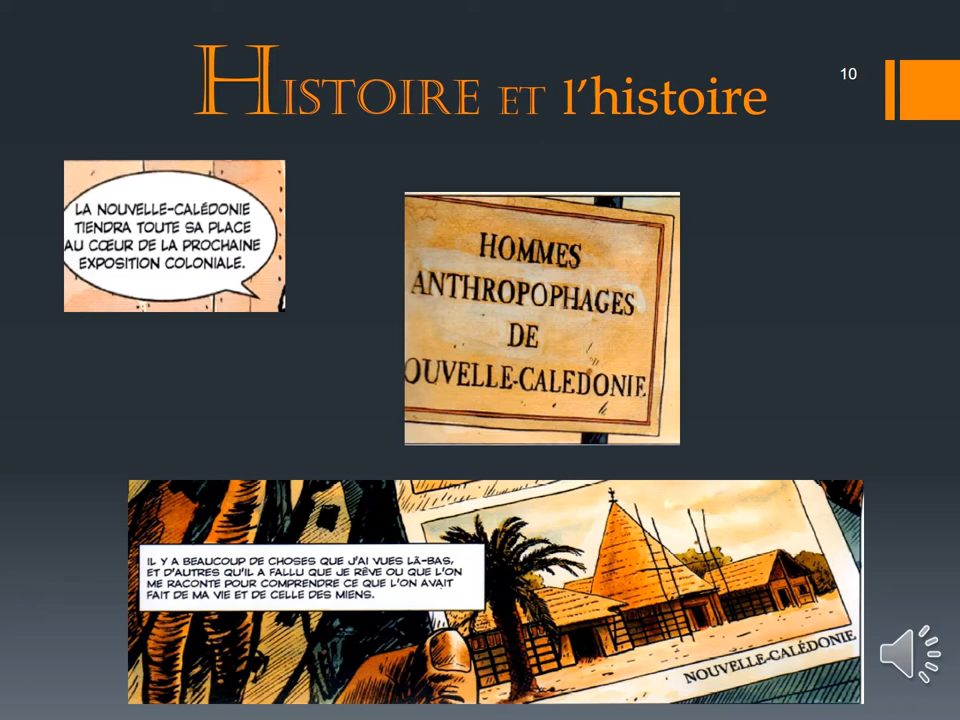 Histoire et l’histoire
10
LA NOUVELLE-CALÉDONIE
TIENDRA TOUTE SA PLACE
AU CŒUR DE LA PROCHAINE
EXPOSITION COLONIALE.
HOMMES
ANTHROPOPHAGES
DE
OUVELLE-CALEDONIE
IL Y A BEAUCOUP DE CHOSES QUE J'AI VUES LÀ-BAS,
ET D'AUTRES QU'IL A FALLU QUE JE RÊVE OU QUE L'ON
ME RACONTE POUR COMPRENDRE CE QUE L'ON AVAIT
FAIT DE MA VIE ET DE CELLE DES MIENS.
NOUVELLE-CALÉDONIE